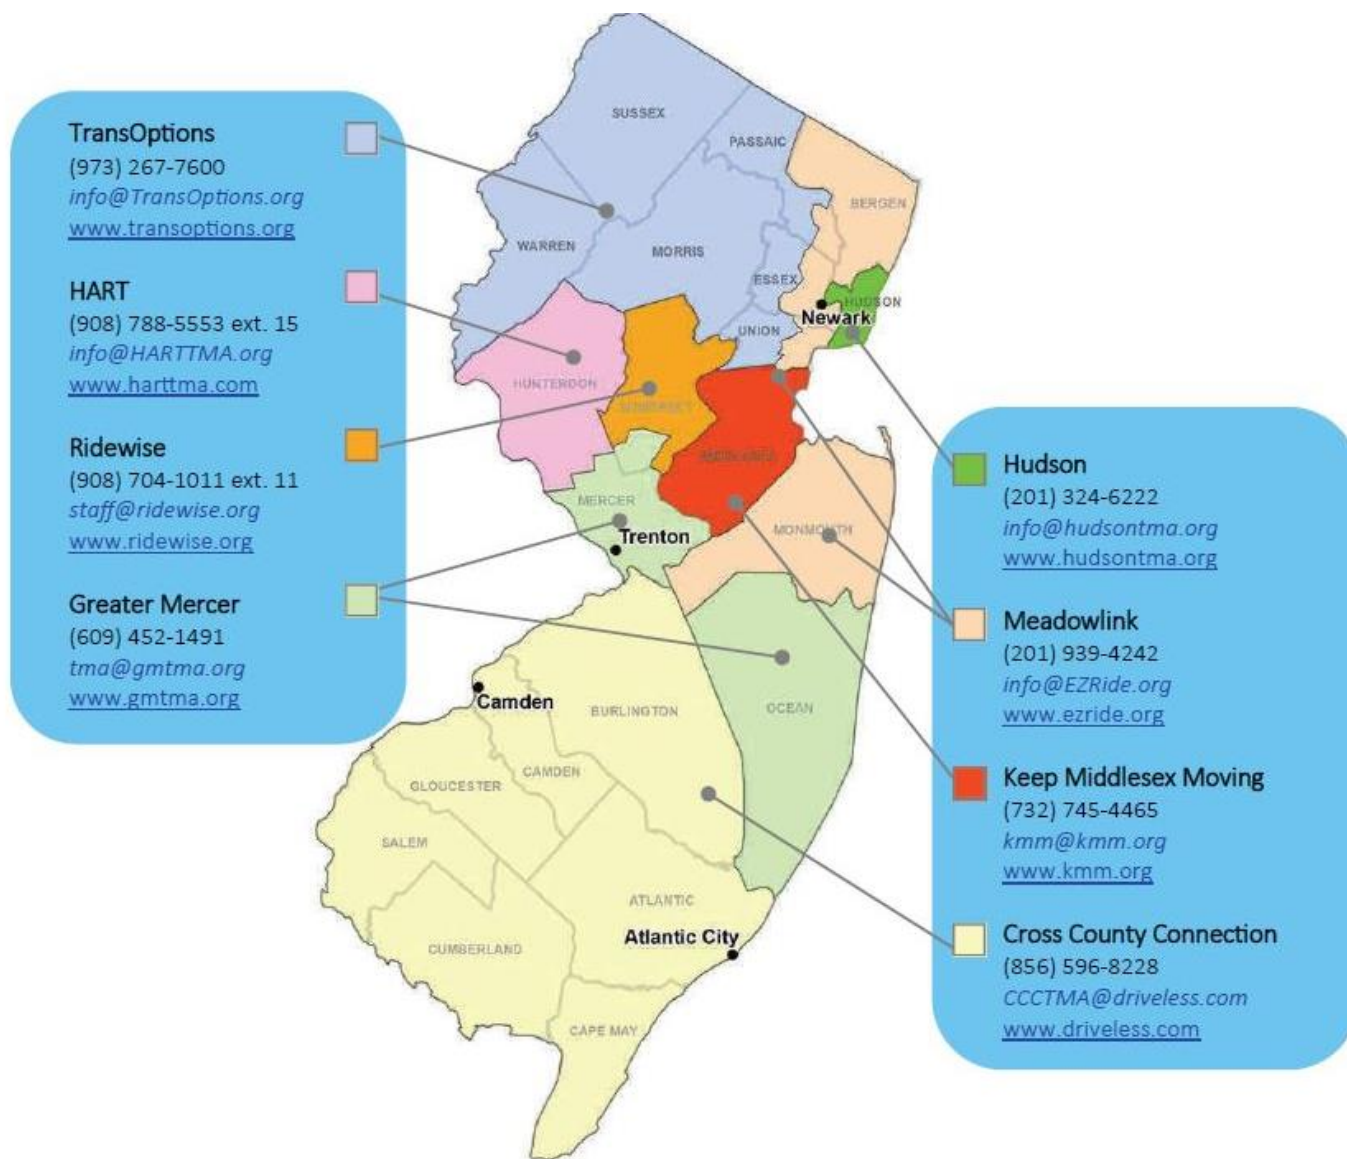 TransOptions
(973) 267-7600
info@TransOptions.org
www.transoptions.org
HART
(908) 788-5553 ext. 15
info@HARTTMA.org
www.harttma.com
Ridewise
(908) 704-1011 ext. 11
staff@ridewise.org
www.ridewise.org
Greater Mercer
(609) 452-1491
tma@gmtma.org
www.gmtma.org
SUSSEX
PASSAIC
BERGEN
WARREN
MORRIS
ESSEX
HUDSON
Newark
UNION
HUNTERDON
SOMERSET
MIDDLESEX
MERCER
Trenton
MONMOUTH
Camden
BURLINGTON
OCEAN
CAMDEN
GLOUCESTER
SALEM
ATLANTIC
Atlantic City
CUMBERLAND
CAPE MAY
Hudson
(201) 324-6222
info@hudsontma.org
www.hudsontma.org
Meadowlink
(201) 939-4242
info@EZRide.org
www.ezride.org
Keep Middlesex Moving
(732) 745-4465
kmm@kmm.org
www.kmm.org
Cross County Connection
(856) 596-8228
CCCTMA@driveless.com
www.driveless.com